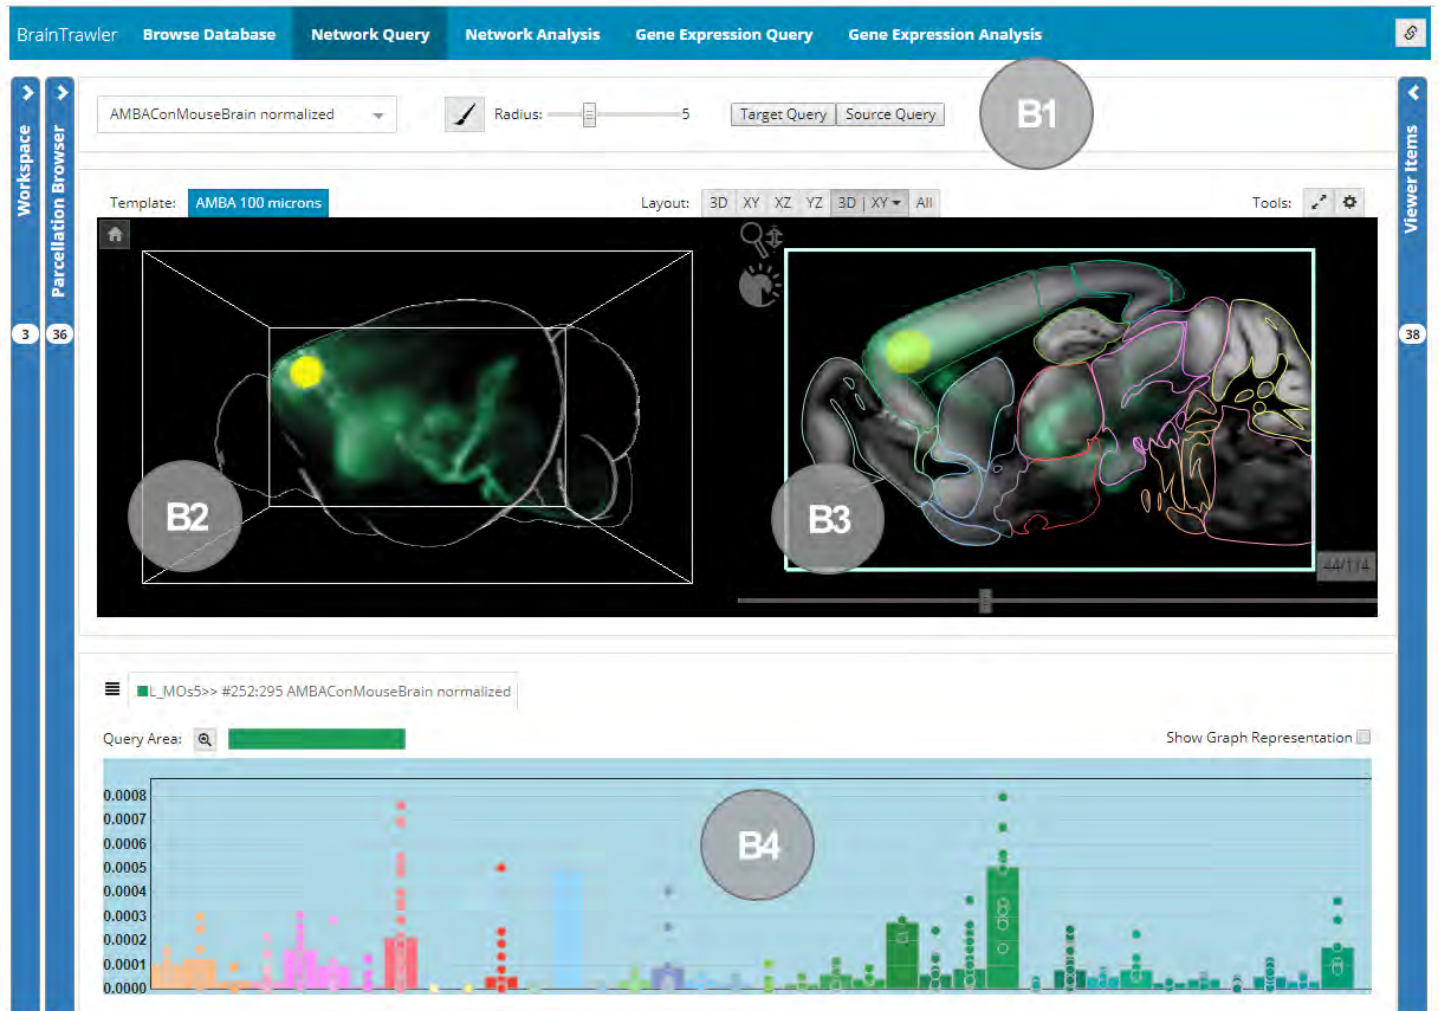 BrainTrawler Browse Database Network Query Network Analysis Gene Expression Query Gene Expression Analysis
Workspace
3
Parcellation Browser
36
AMBAConMouseBrain normalized Radius: 5 Target Query Source Query B1
Viewer Items
38
Template: AMBA 100 microns Layout: 3D XY XZ YZ 3D | XY All Tools:
B2
B3
44/114
L_MOs5>> #252:295 AMBAConMouseBrain normalized
Query Area: Show Graph Representation
B4
0.0008
0.0007
0.0006
0.0005
0.0004
0.0003
0.0002
0.0001
0.0000